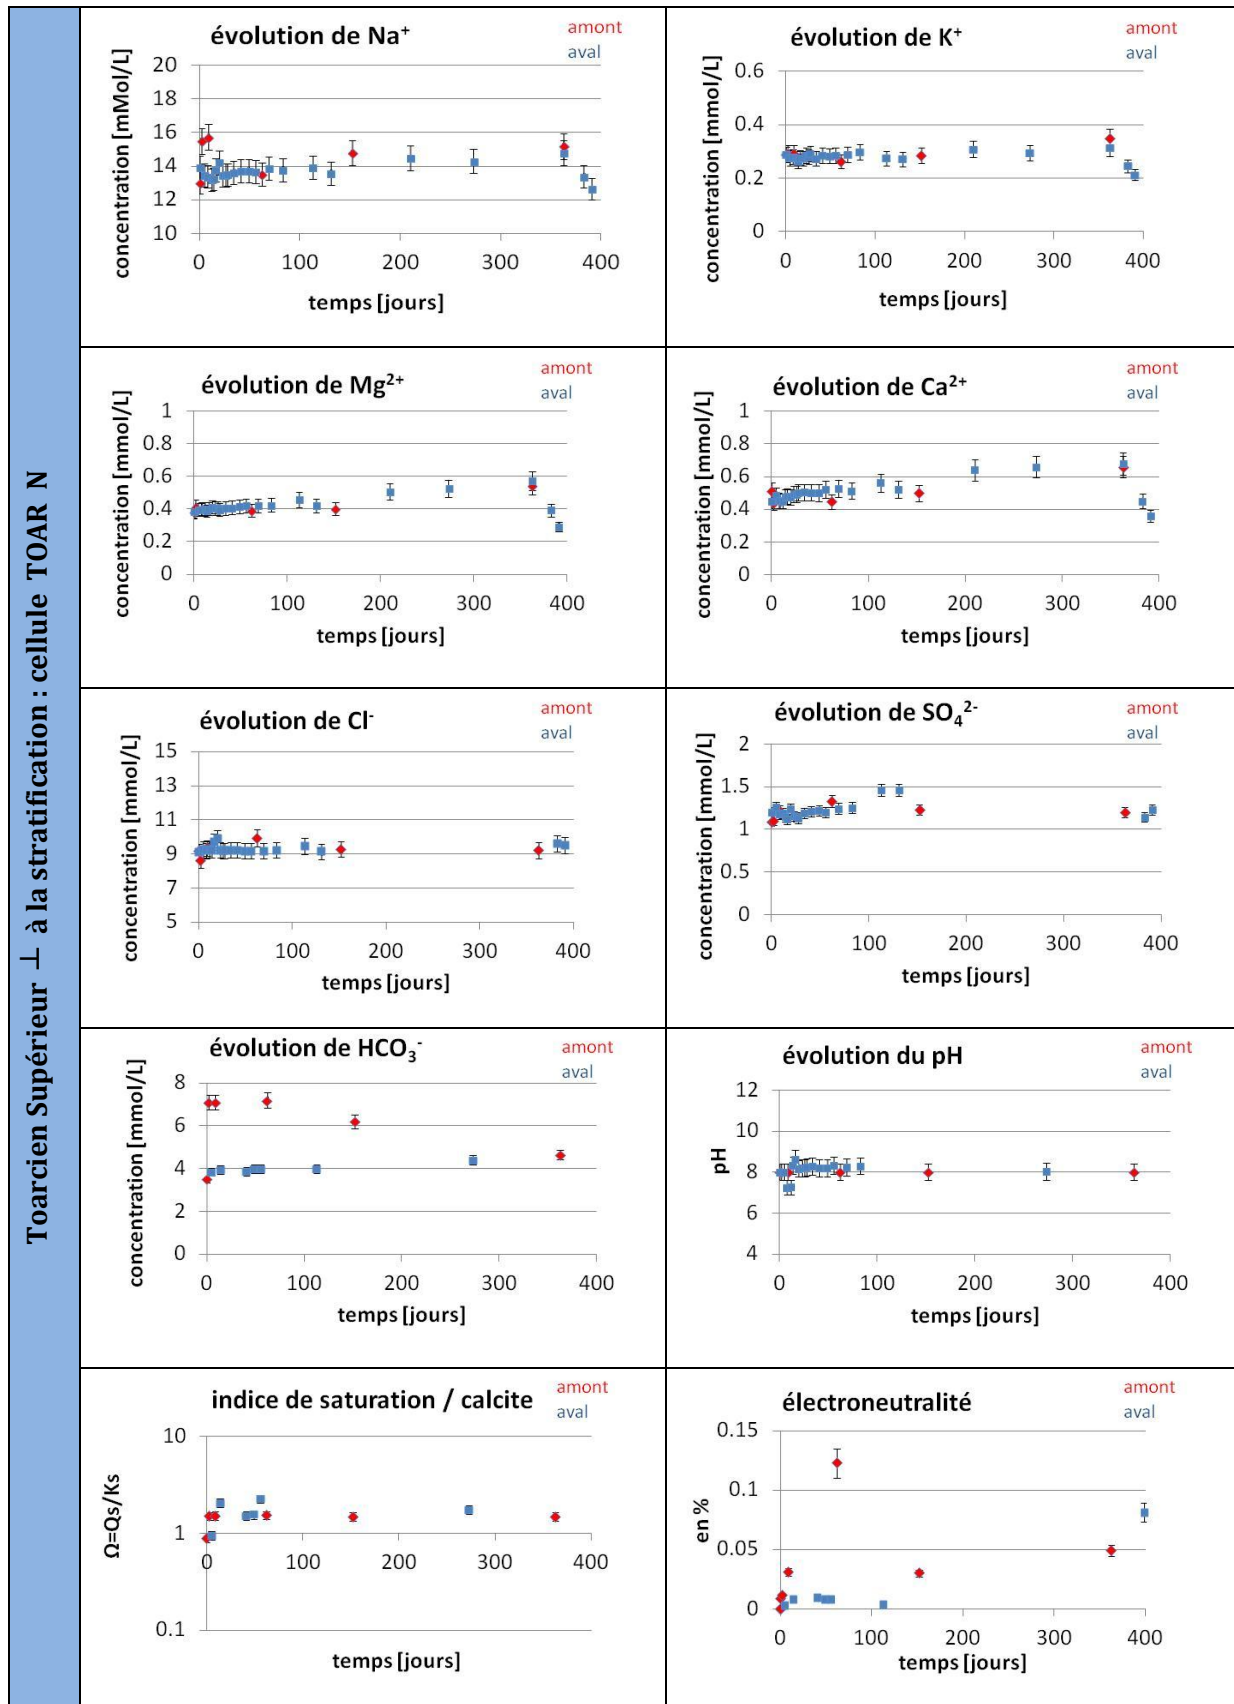 Toarcien Supérieur ⊥ à la stratification : cellule TOAR N
évolution de Na⁺
amont
aval
concentration [mMol/L]
20
18
16
14
12
10
0
100
200
300
400
temps [jours]
évolution de K⁺
amont
aval
concentration [mmol/L]
0.6
0.4
0.2
0
0
100
200
300
400
temps [jours]
évolution de Mg²⁺
amont
aval
concentration [mmol/L]
1
0.8
0.6
0.4
0.2
0
0
100
200
300
400
temps [jours]
évolution de Ca²⁺
amont
aval
concentration [mmol/L]
1
0.8
0.6
0.4
0.2
0
0
100
200
300
400
temps [jours]
évolution de Cl⁻
amont
aval
concentration [mmol/L]
15
13
11
9
7
5
0
100
200
300
400
temps [jours]
évolution de SO₄²⁻
amont
aval
concentration [mmol/L]
2
1.5
1
0.5
0
0
100
200
300
400
temps [jours]
évolution de HCO₃⁻
amont
aval
concentration [mmol/L]
8
6
4
2
0
0
100
200
300
400
temps [jours]
évolution du pH
amont
aval
pH
12
10
8
6
4
0
100
200
300
400
temps [jours]
indice de saturation / calcite
amont
aval
Ω=Qs/Ks
10
1
0.1
0
100
200
300
400
temps [jours]
électroneutralité
amont
aval
en %
0.15
0.1
0.05
0
0
100
200
300
400
temps [jours]